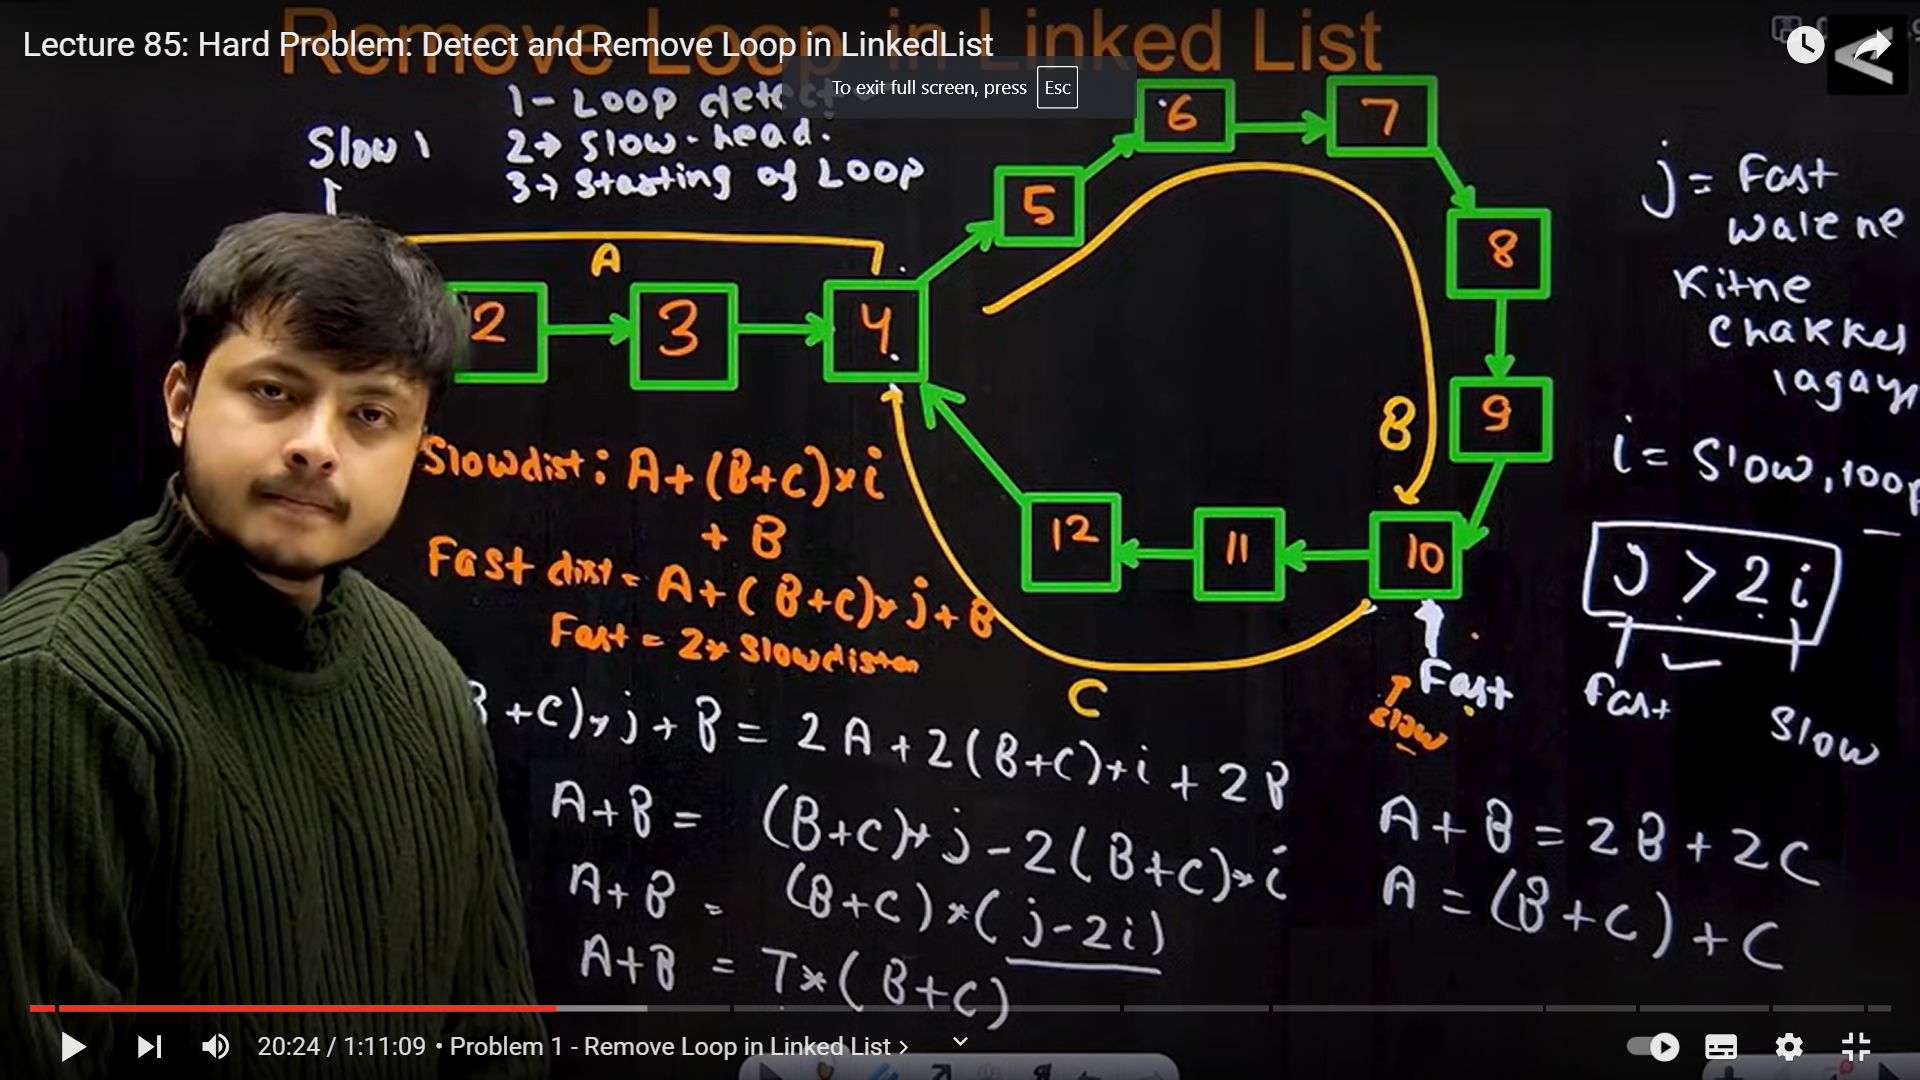 Remove Loop in Linked List
Lecture 85: Hard Problem: Detect and Remove Loop in LinkedList
To exit full screen, press Esc
1- Loop detect
2→ Slow - head.
3→ Starting of Loop
Slow 1
A
2
3
4
5
6
7
8
9
10
11
12
B
C
j = Fast
wale ne
Kitne
Chakker
lagaye
i = Slow, loop
j > 2i
Fast
Slow
Fast
Slow
Slowdist: A+(B+C)*i
+ B
Fast dist = A+(B+C)*j+B
Fast = 2*Slowdistan
B+C)*j+B = 2A+2(B+C)*i+2B
A+B = (B+C)*j-2(B+C)*i
A+B = (B+C)*(j-2i)
A+B = T*(B+C)
A+B = 2B+2C
A = (B+C)+C
20:24 / 1:11:09 • Problem 1 - Remove Loop in Linked List >